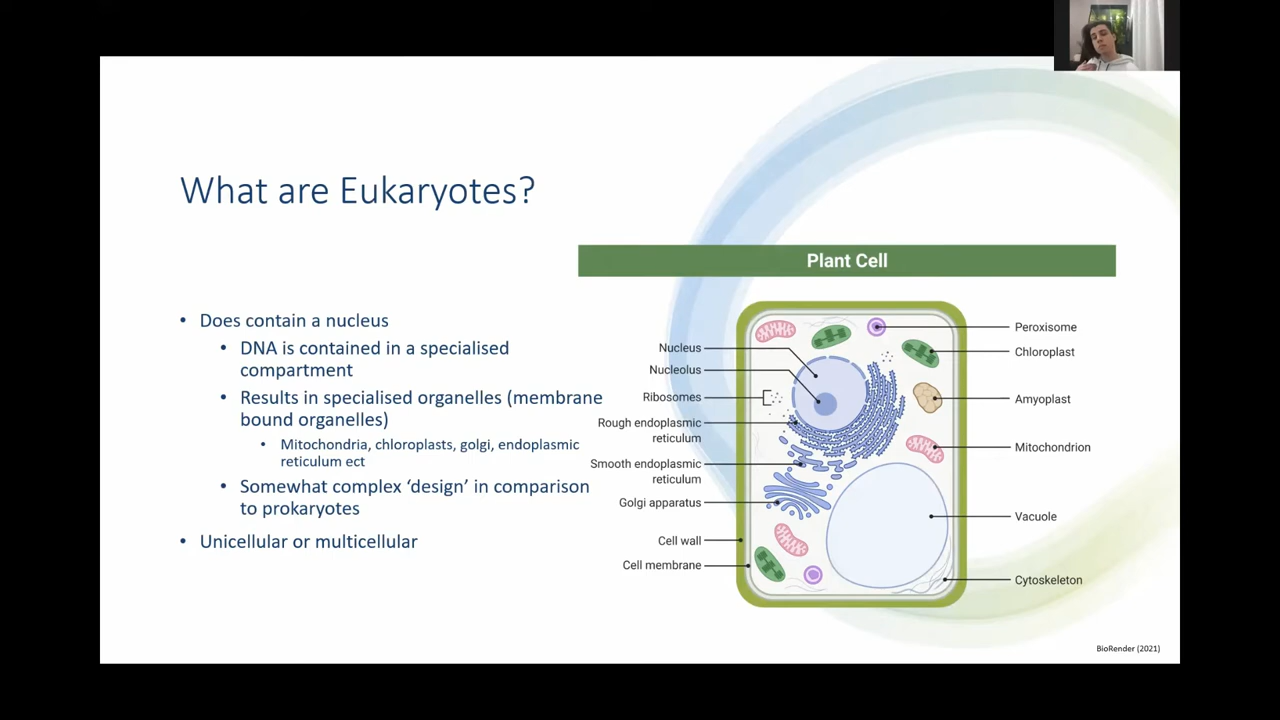 What are Eukaryotes?
Plant Cell
• Does contain a nucleus
• DNA is contained in a specialised
compartment
• Results in specialised organelles (membrane
bound organelles)
• Mitochondria, chloroplasts, golgi, endoplasmic
reticulum ect
• Somewhat complex ‘design’ in comparison
to prokaryotes
• Unicellular or multicellular
Nucleus
Nucleolus
Ribosomes
Rough endoplasmic
reticulum
Smooth endoplasmic
reticulum
Golgi apparatus
Cell wall
Cell membrane
Peroxisome
Chloroplast
Amyoplast
Mitochondrion
Vacuole
Cytoskeleton
BioRender (2021)